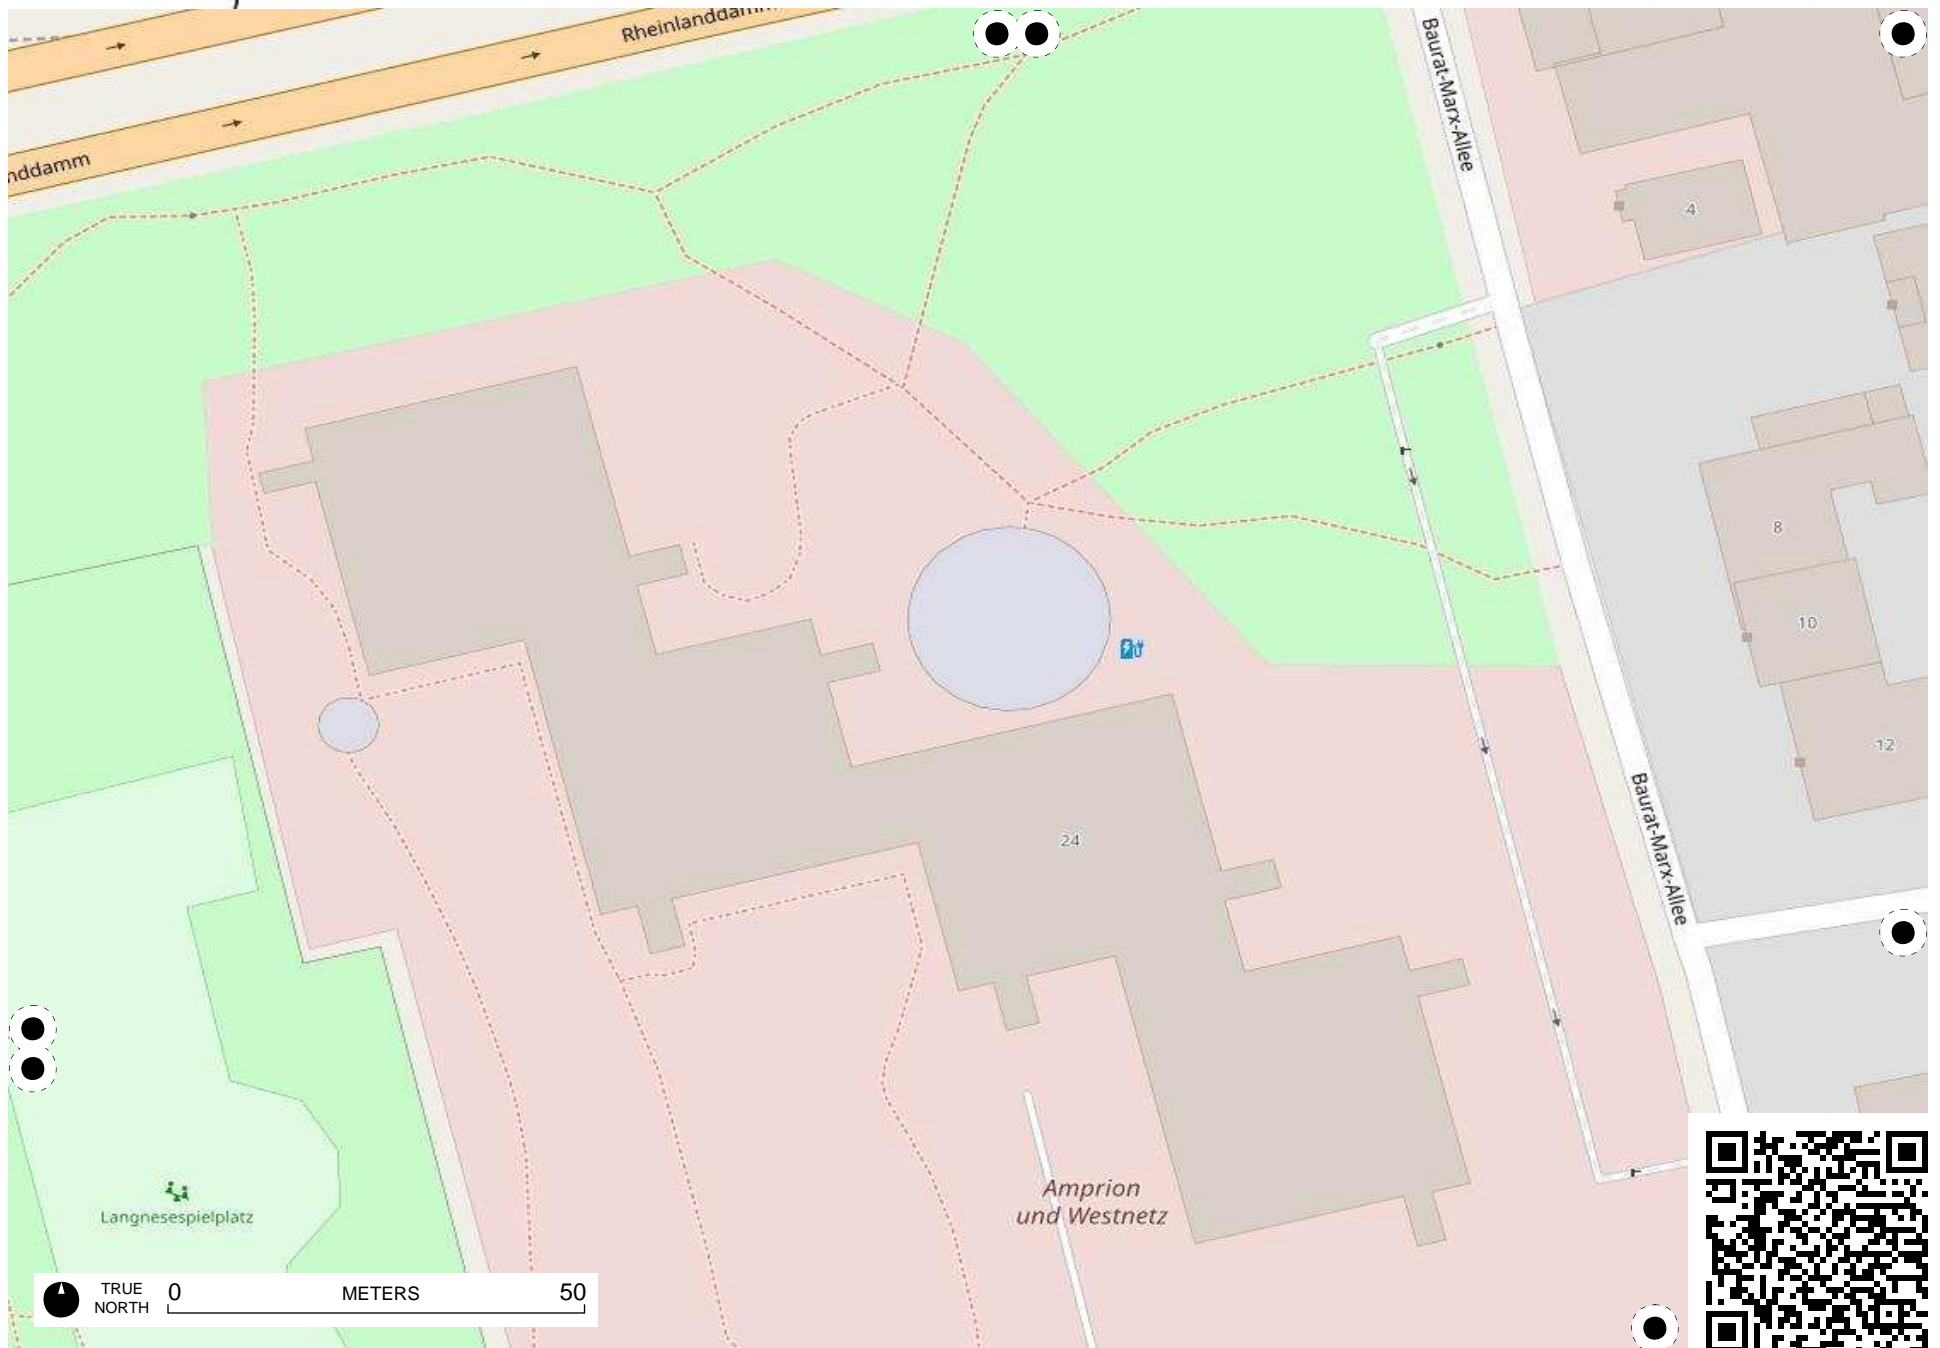 Rheinlanddamm
nddamm
Baurat-Marx-Allee
4
8
10
12
24
Baurat-Marx-Allee
Amprion
und Westnetz
Langnesespielplatz
TRUE
NORTH
0
METERS
50